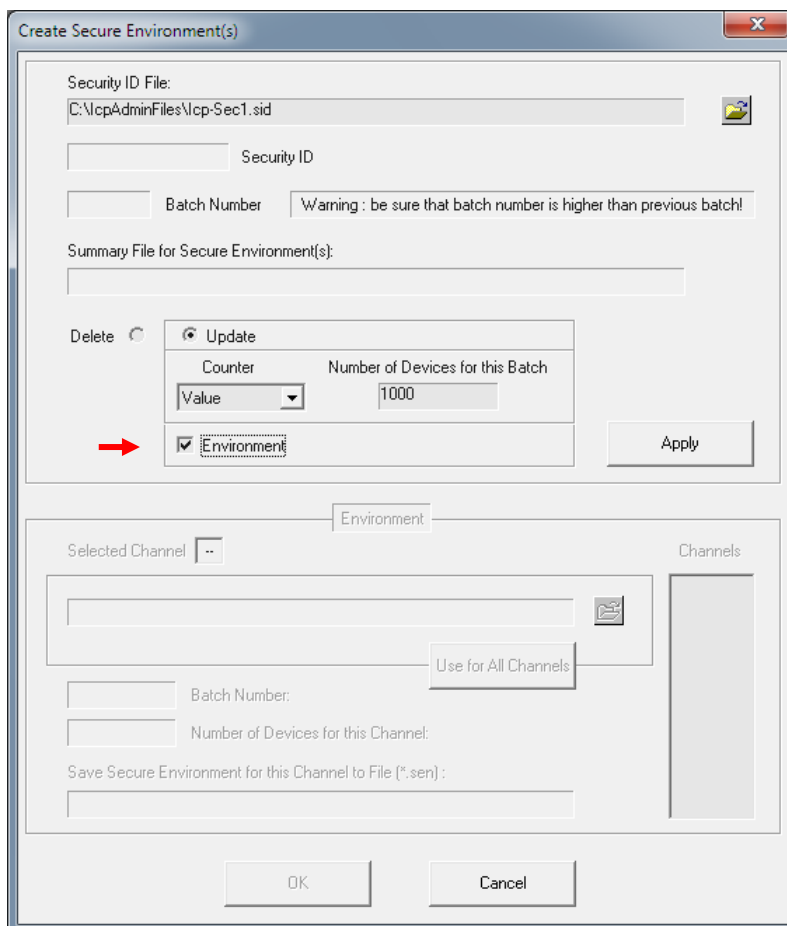 Create Secure Environment(s)
Security ID File:
C:\IcpAdminFiles\Icp-Sec1.sid
Security ID
Batch Number Warning : be sure that batch number is higher than previous batch!
Summary File for Secure Environment(s):
Delete Update
Counter Number of Devices for this Batch
Value 1000
Environment
Apply
Environment
Selected Channel -- Channels
Use for All Channels
Batch Number:
Number of Devices for this Channel:
Save Secure Environment for this Channel to File (*.sen) :
OK Cancel